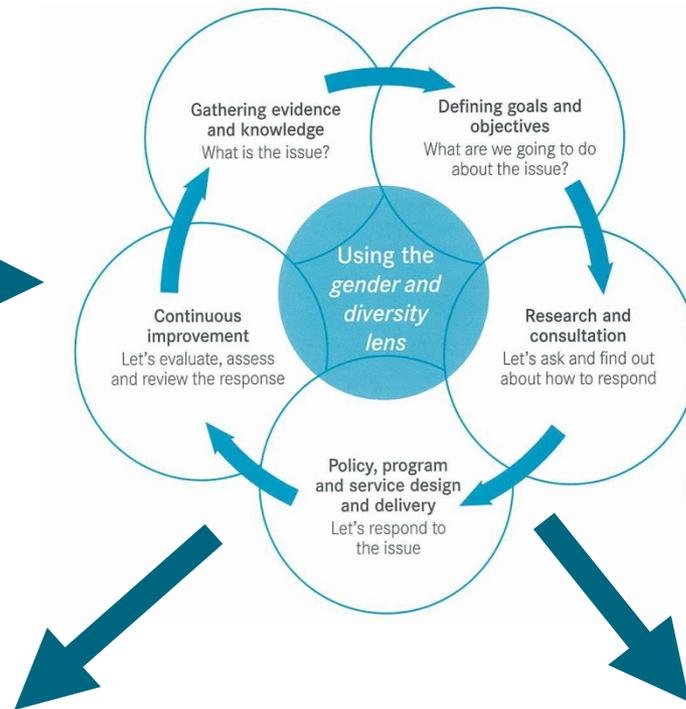 Gathering evidence
and knowledge
What is the issue?
Defining goals and
objectives
What are we going to do
about the issue?
Using the
gender and
diversity
lens
Continuous
improvement
Let's evaluate, assess
and review the response
Research and
consultation
Let's ask and find out
about how to respond
Policy, program
and service design
and delivery
Let's respond to
the issue